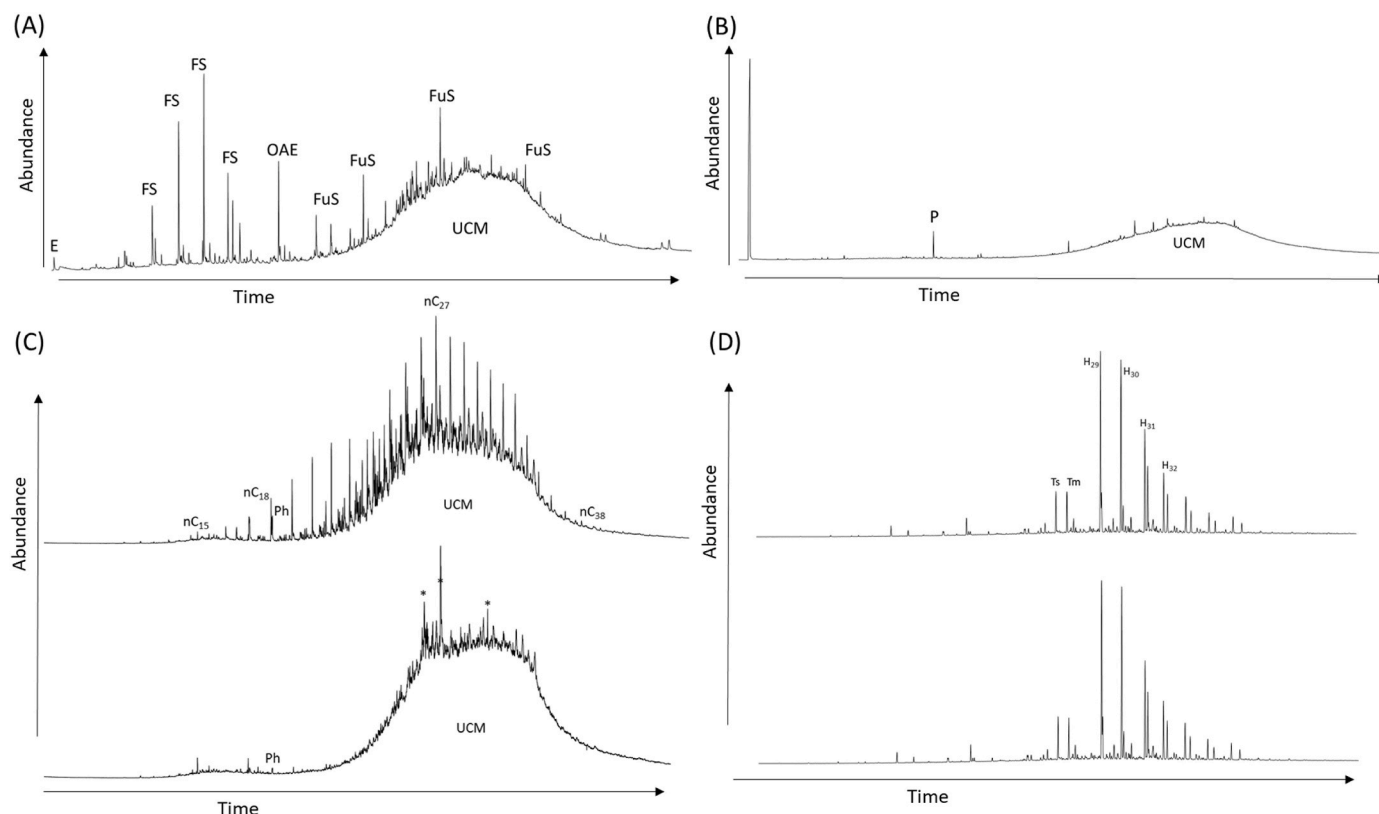 (A)
Abundance
E
FS
FS
FS
FS
OAE
FuS
FuS
FuS
FuS
UCM
Time
(B)
Abundance
P
UCM
Time
(C)
Abundance
nC₁₅
nC₁₈
Ph
nC₂₇
UCM
nC₃₈
Ph
*
*
*
UCM
Time
(D)
Abundance
Ts
Tm
H₂₉
H₃₀
H₃₁
H₃₂
Time